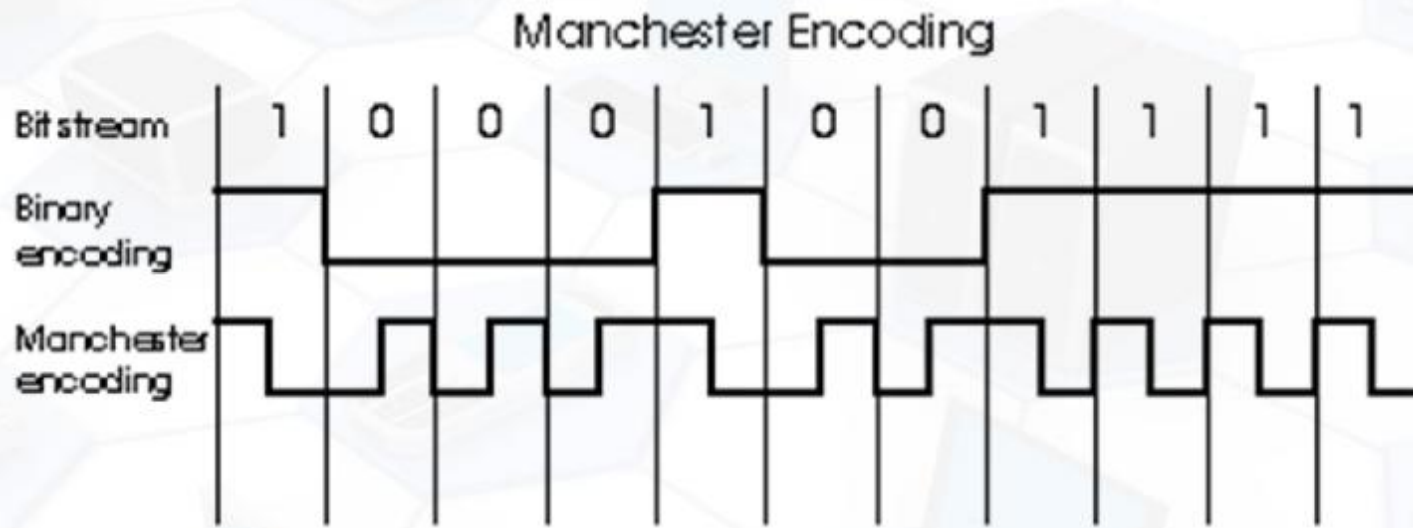 Manchester Encoding
Bit stream 1 0 0 0 1 0 0 1 1 1 1
Binary
encoding
Manchester
encoding